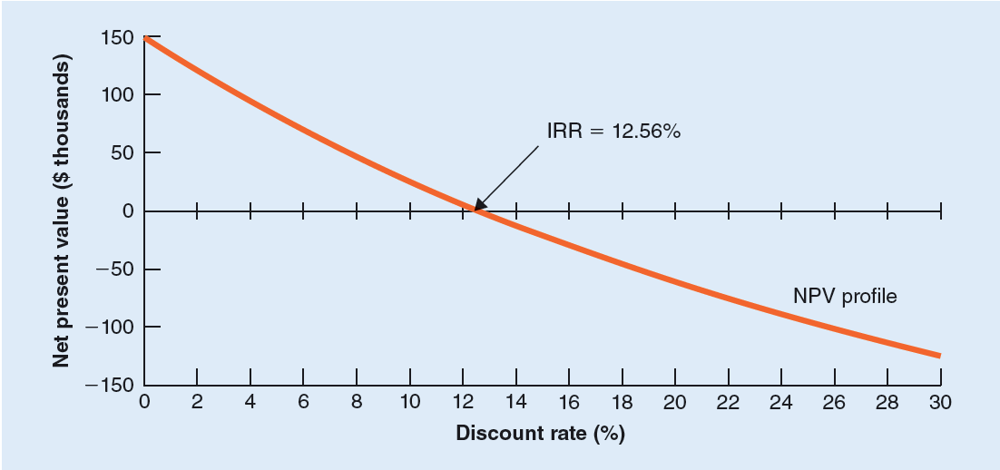 Net present value ($ thousands)
150
100
50
0
−50
−100
−150
IRR = 12.56%
NPV profile
0 2 4 6 8 10 12 14 16 18 20 22 24 26 28 30
Discount rate (%)